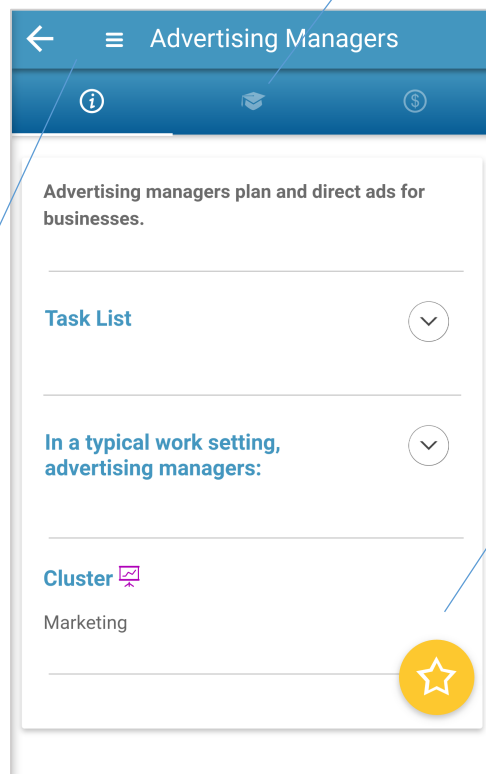 Advertising Managers
Advertising managers plan and direct ads for
businesses.
Task List
In a typical work setting,
advertising managers:
Cluster
Marketing